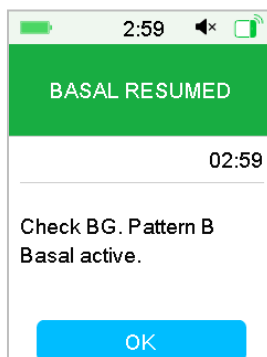 2:59
BASAL RESUMED
02:59
Check BG. Pattern B
Basal active.
OK